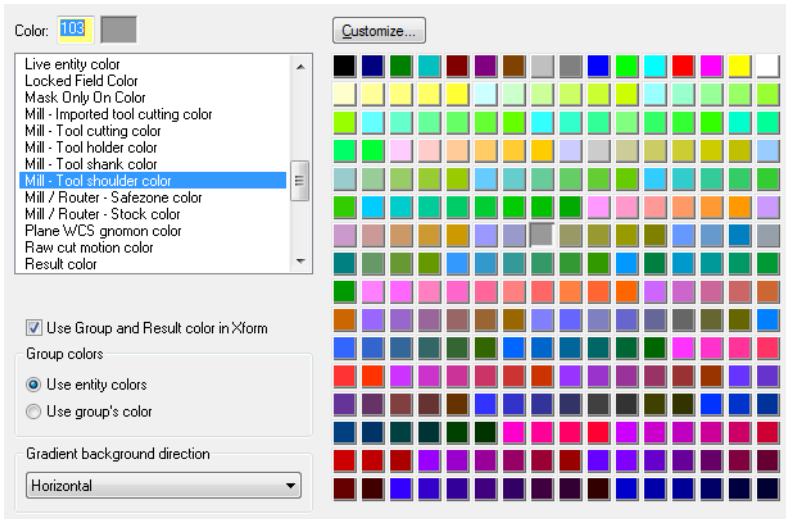 Color: 103
Customize...
Live entity color
Locked Field Color
Mask Only On Color
Mill - Imported tool cutting color
Mill - Tool cutting color
Mill - Tool holder color
Mill - Tool shank color
Mill - Tool shoulder color
Mill / Router - Safezone color
Mill / Router - Stock color
Plane WCS gnomon color
Raw cut motion color
Result color
Use Group and Result color in Xform
Group colors
Use entity colors
Use group's color
Gradient background direction
Horizontal